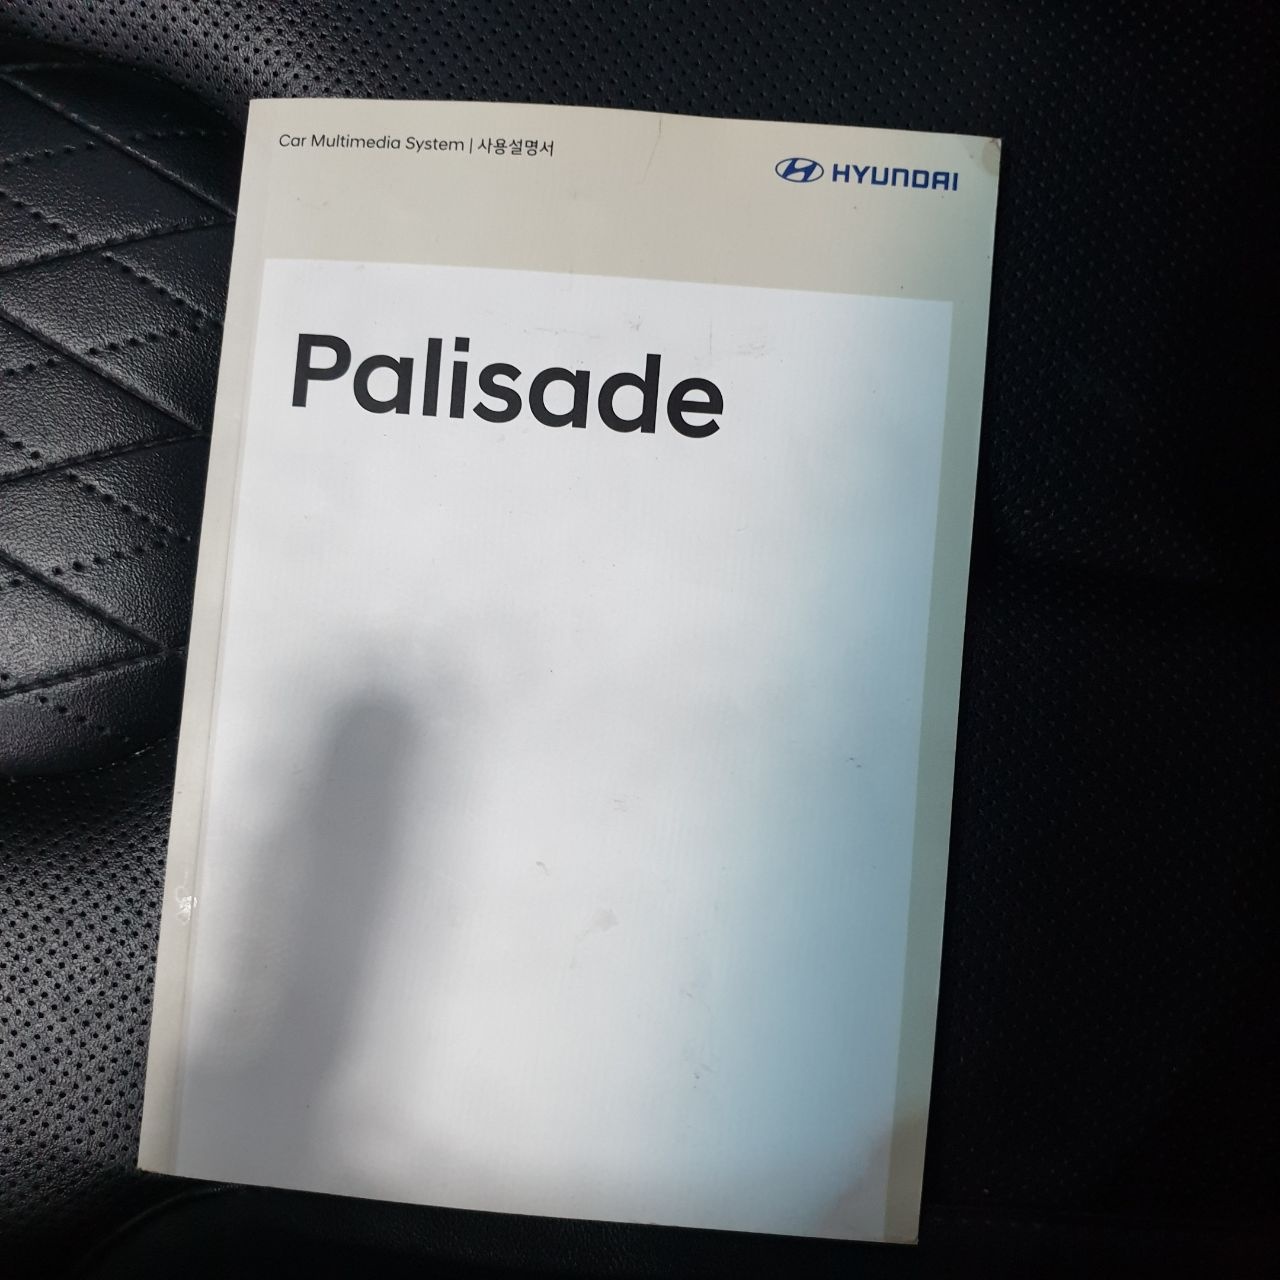 Car Multimedia System | 사용설명서
HYUNDAI
Palisade